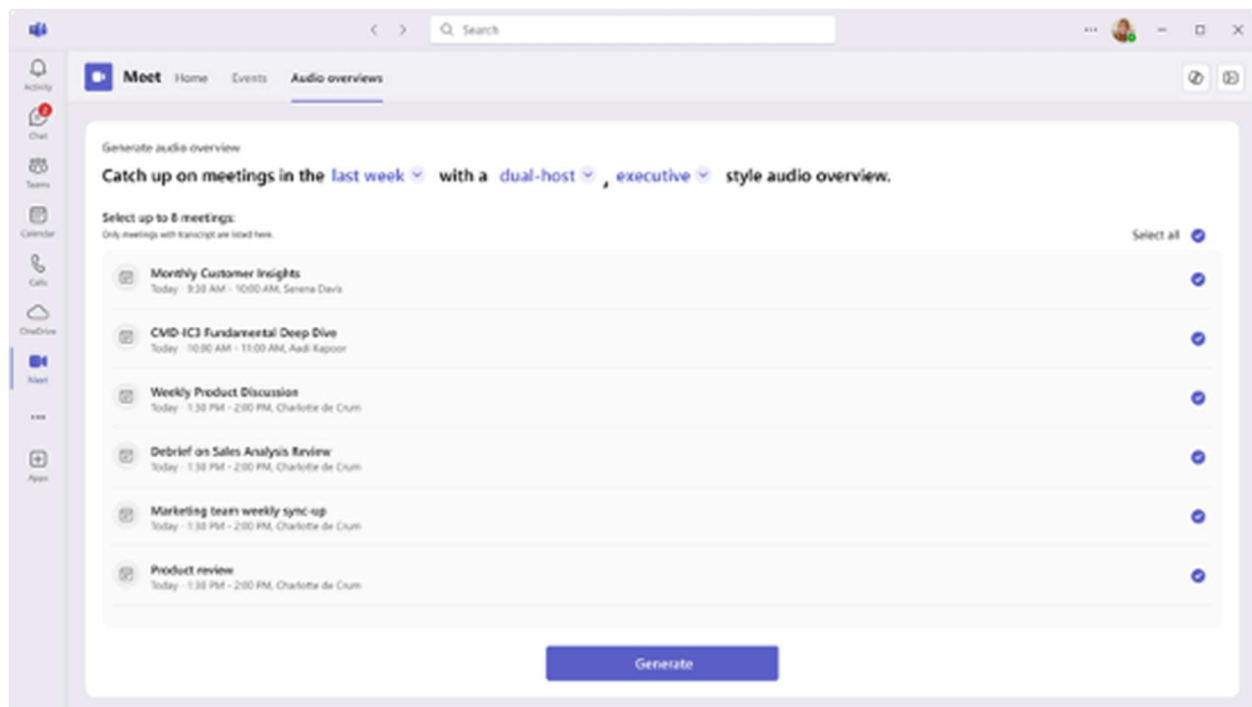 Search
Activity
2
Chat
Teams
Calendar
Calls
OneDrive
Meet
Apps
Meet Home Events Audio overviews
Generate audio overview
Catch up on meetings in the last week with a dual-host , executive style audio overview.
Select up to 8 meetings:
Only meetings with transcript are listed here.
Select all
Monthly Customer Insights
Today · 9:30 AM - 10:00 AM, Serena Davis
CMD-IC3 Fundamental Deep Dive
Today · 10:00 AM - 11:00 AM, Aadi Kapoor
Weekly Product Discussion
Today · 1:30 PM - 2:00 PM, Charlotte de Crum
Debrief on Sales Analysis Review
Today · 1:30 PM - 2:00 PM, Charlotte de Crum
Marketing team weekly sync-up
Today · 1:30 PM - 2:00 PM, Charlotte de Crum
Product review
Today · 1:30 PM - 2:00 PM, Charlotte de Crum
Generate